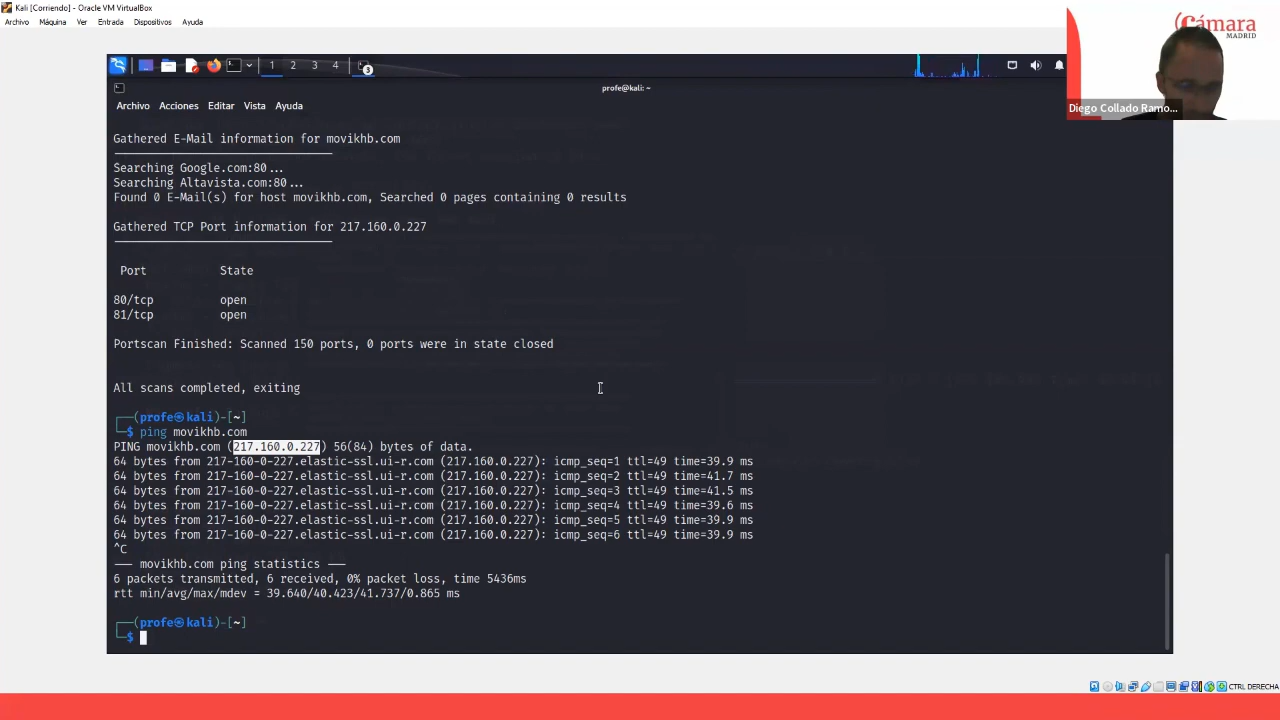 Kali [Corriendo] - Oracle VM VirtualBox
Archivo Máquina Ver Entrada Dispositivos Ayuda
Cámara
MADRID
1 2 3 4
3
profe@kali: ~
Diego Collado Ramo...
Archivo Acciones Editar Vista Ayuda
Gathered E-Mail information for movikhb.com
Searching Google.com:80...
Searching Altavista.com:80...
Found 0 E-Mail(s) for host movikhb.com, Searched 0 pages containing 0 results
Gathered TCP Port information for 217.160.0.227
Port State
80/tcp open
81/tcp open
Portscan Finished: Scanned 150 ports, 0 ports were in state closed
All scans completed, exiting
┌──(profe㉿kali)-[~]
└─$ ping movikhb.com
PING movikhb.com (217.160.0.227) 56(84) bytes of data.
64 bytes from 217-160-0-227.elastic-ssl.ui-r.com (217.160.0.227): icmp_seq=1 ttl=49 time=39.9 ms
64 bytes from 217-160-0-227.elastic-ssl.ui-r.com (217.160.0.227): icmp_seq=2 ttl=49 time=41.7 ms
64 bytes from 217-160-0-227.elastic-ssl.ui-r.com (217.160.0.227): icmp_seq=3 ttl=49 time=41.5 ms
64 bytes from 217-160-0-227.elastic-ssl.ui-r.com (217.160.0.227): icmp_seq=4 ttl=49 time=39.6 ms
64 bytes from 217-160-0-227.elastic-ssl.ui-r.com (217.160.0.227): icmp_seq=5 ttl=49 time=39.9 ms
64 bytes from 217-160-0-227.elastic-ssl.ui-r.com (217.160.0.227): icmp_seq=6 ttl=49 time=39.9 ms
^C
--- movikhb.com ping statistics ---
6 packets transmitted, 6 received, 0% packet loss, time 5436ms
rtt min/avg/max/mdev = 39.640/40.423/41.737/0.865 ms
┌──(profe㉿kali)-[~]
└─$
CTRL DERECHA